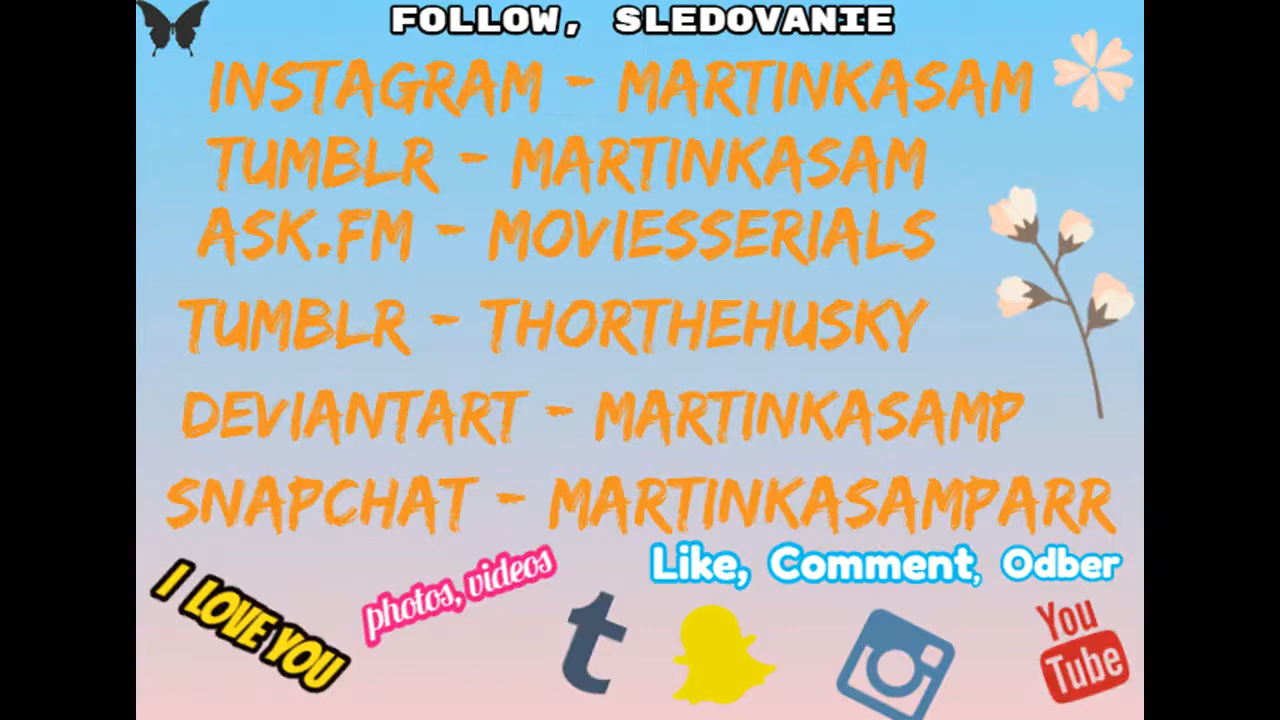 FOLLOW, SLEDOVANIE
INSTAGRAM - MARTINKASAM
TUMBLR - MARTINKASAM
ASK.FM - MOVIESSERIALS
TUMBLR - THORTHEHUSKY
DEVIANTART - MARTINKASAMP
SNAPCHAT - MARTINKASAMPARR
Like, Comment, Odber
I LOVE YOU
photos, videos
t
You
Tube